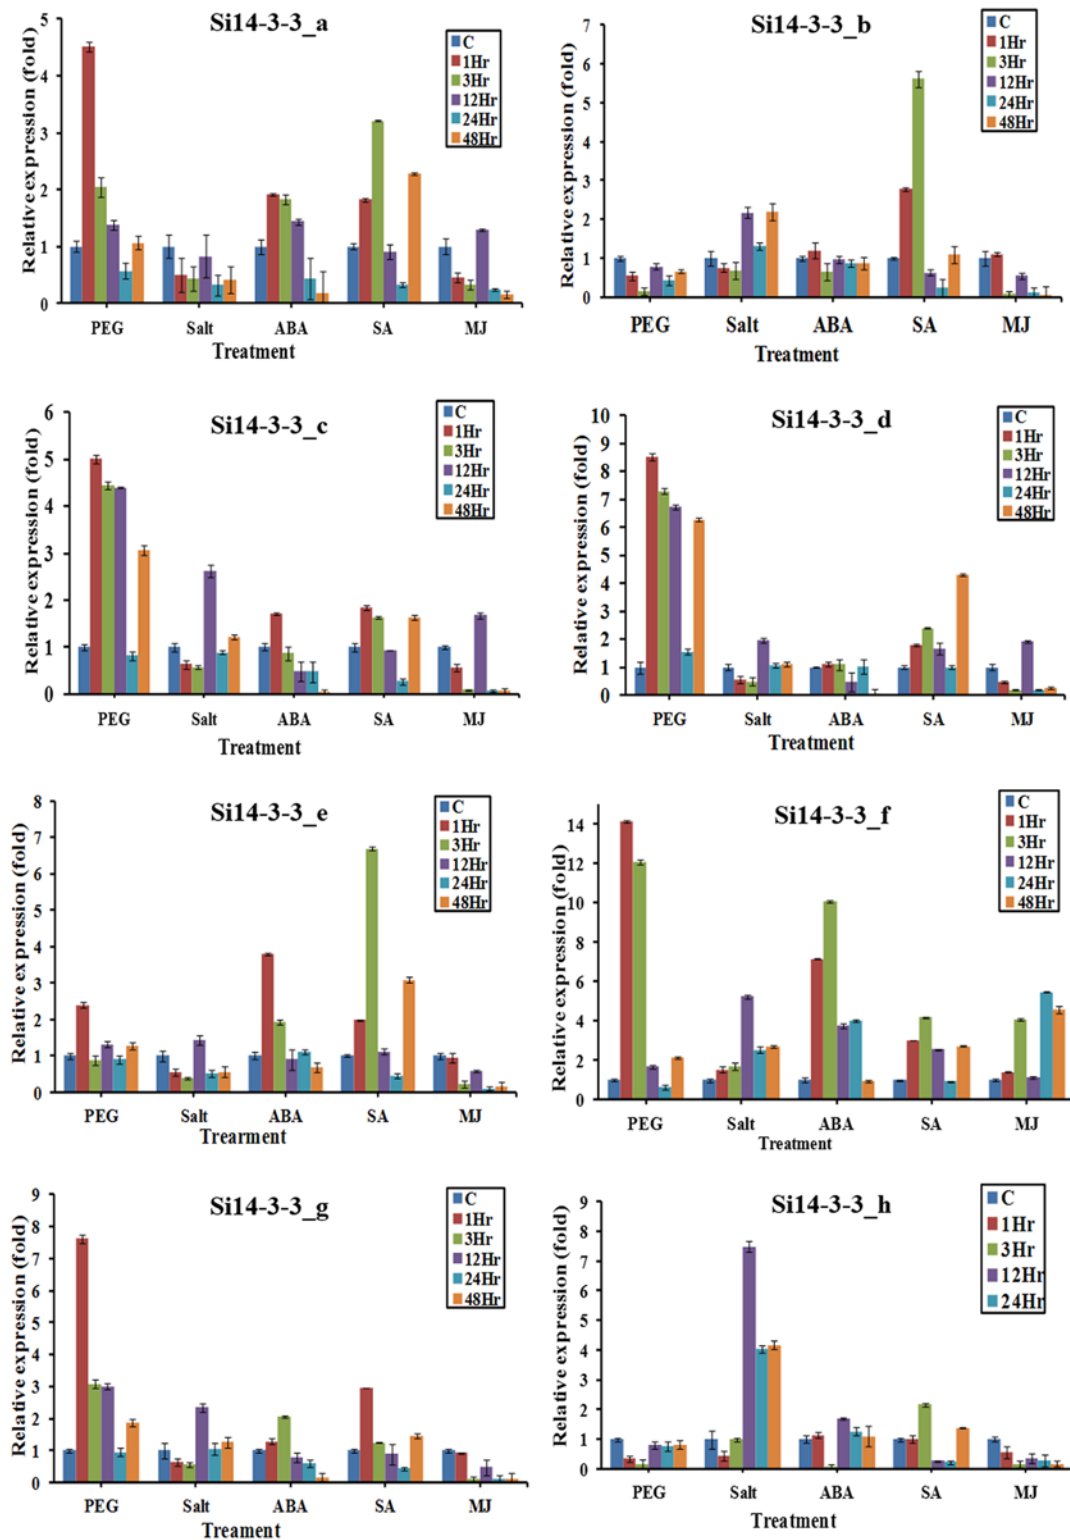 Si14-3-3_a
Relative expression (fold)
5
4
3
2
1
0
C
1Hr
3Hr
12Hr
24Hr
48Hr
PEG Salt ABA SA MJ
Treatment
Si14-3-3_b
Relative expression (fold)
7
6
5
4
3
2
1
0
C
1Hr
3Hr
12Hr
24Hr
48Hr
PEG Salt ABA SA MJ
Treatment
Si14-3-3_c
Relative expression (fold)
6
5
4
3
2
1
0
C
1Hr
3Hr
12Hr
24Hr
48Hr
PEG Salt ABA SA MJ
Treatment
Si14-3-3_d
Relative expression (fold)
10
9
8
7
6
5
4
3
2
1
0
C
1Hr
3Hr
12Hr
24Hr
48Hr
PEG Salt ABA SA MJ
Treatment
Si14-3-3_e
Relative expression (fold)
8
7
6
5
4
3
2
1
0
C
1Hr
3Hr
12Hr
24Hr
48Hr
PEG Salt ABA SA MJ
Trearment
Si14-3-3_f
Relative expression (fold)
14
12
10
8
6
4
2
0
C
1Hr
3Hr
12Hr
24Hr
48Hr
PEG Salt ABA SA MJ
Treatment
Si14-3-3_g
Relative expression (fold)
9
8
7
6
5
4
3
2
1
0
C
1Hr
3Hr
12Hr
24Hr
48Hr
PEG Salt ABA SA MJ
Treament
Si14-3-3_h
Relative expression (fold)
9
8
7
6
5
4
3
2
1
0
C
1Hr
3Hr
12Hr
24Hr
PEG Salt ABA SA MJ
Treatment